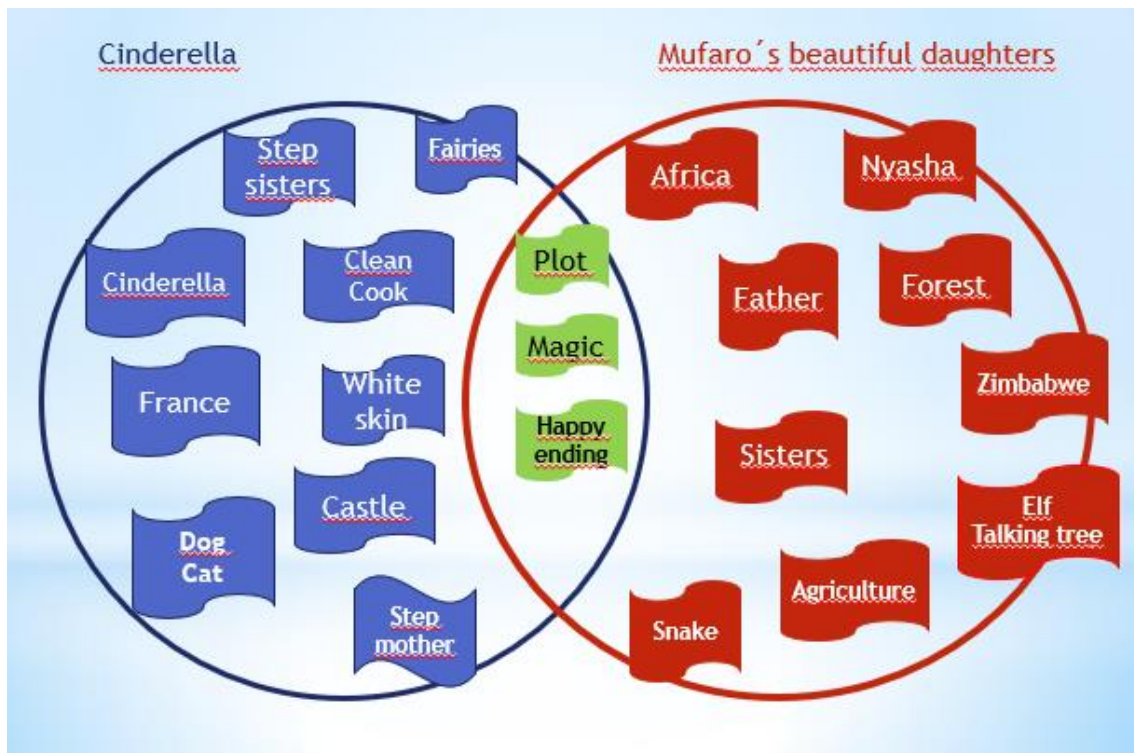 Cinderella
Mufaro´s beautiful daughters
Step
sisters
Fairies
Cinderella
Clean
Cook
France
White
skin
Castle
Dog
Cat
Step
mother
Plot
Magic
Happy
ending
Africa
Nyasha
Father
Forest
Zimbabwe
Sisters
Elf
Talking tree
Agriculture
Snake